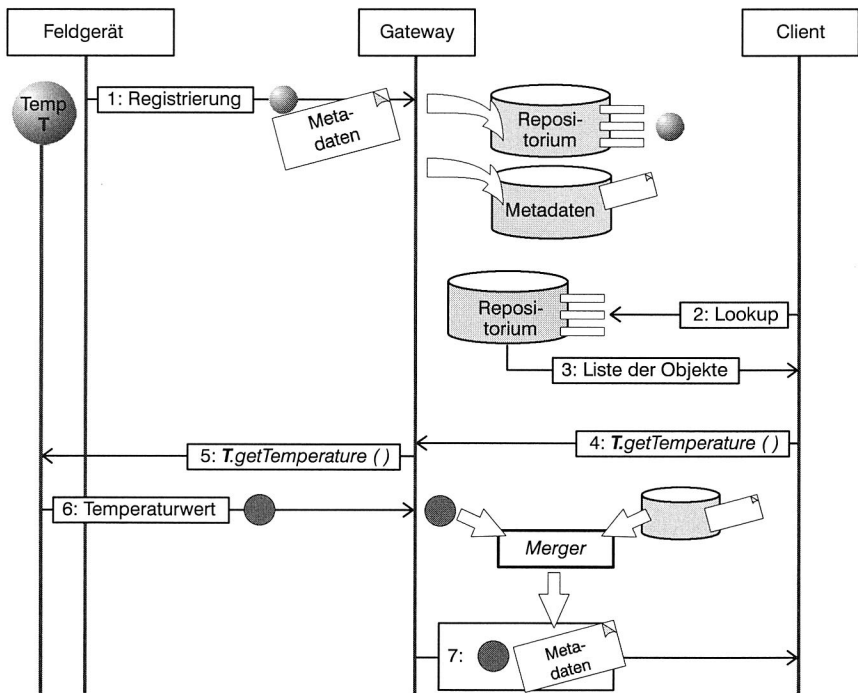 Feldgerät
Gateway
Client
Temp
T
1: Registrierung
Meta-
daten
Reposi-
torium
Metadaten
Reposi-
torium
2: Lookup
3: Liste der Objekte
4: T.getTemperature ( )
5: T.getTemperature ( )
6: Temperaturwert
Merger
7:
Meta-
daten